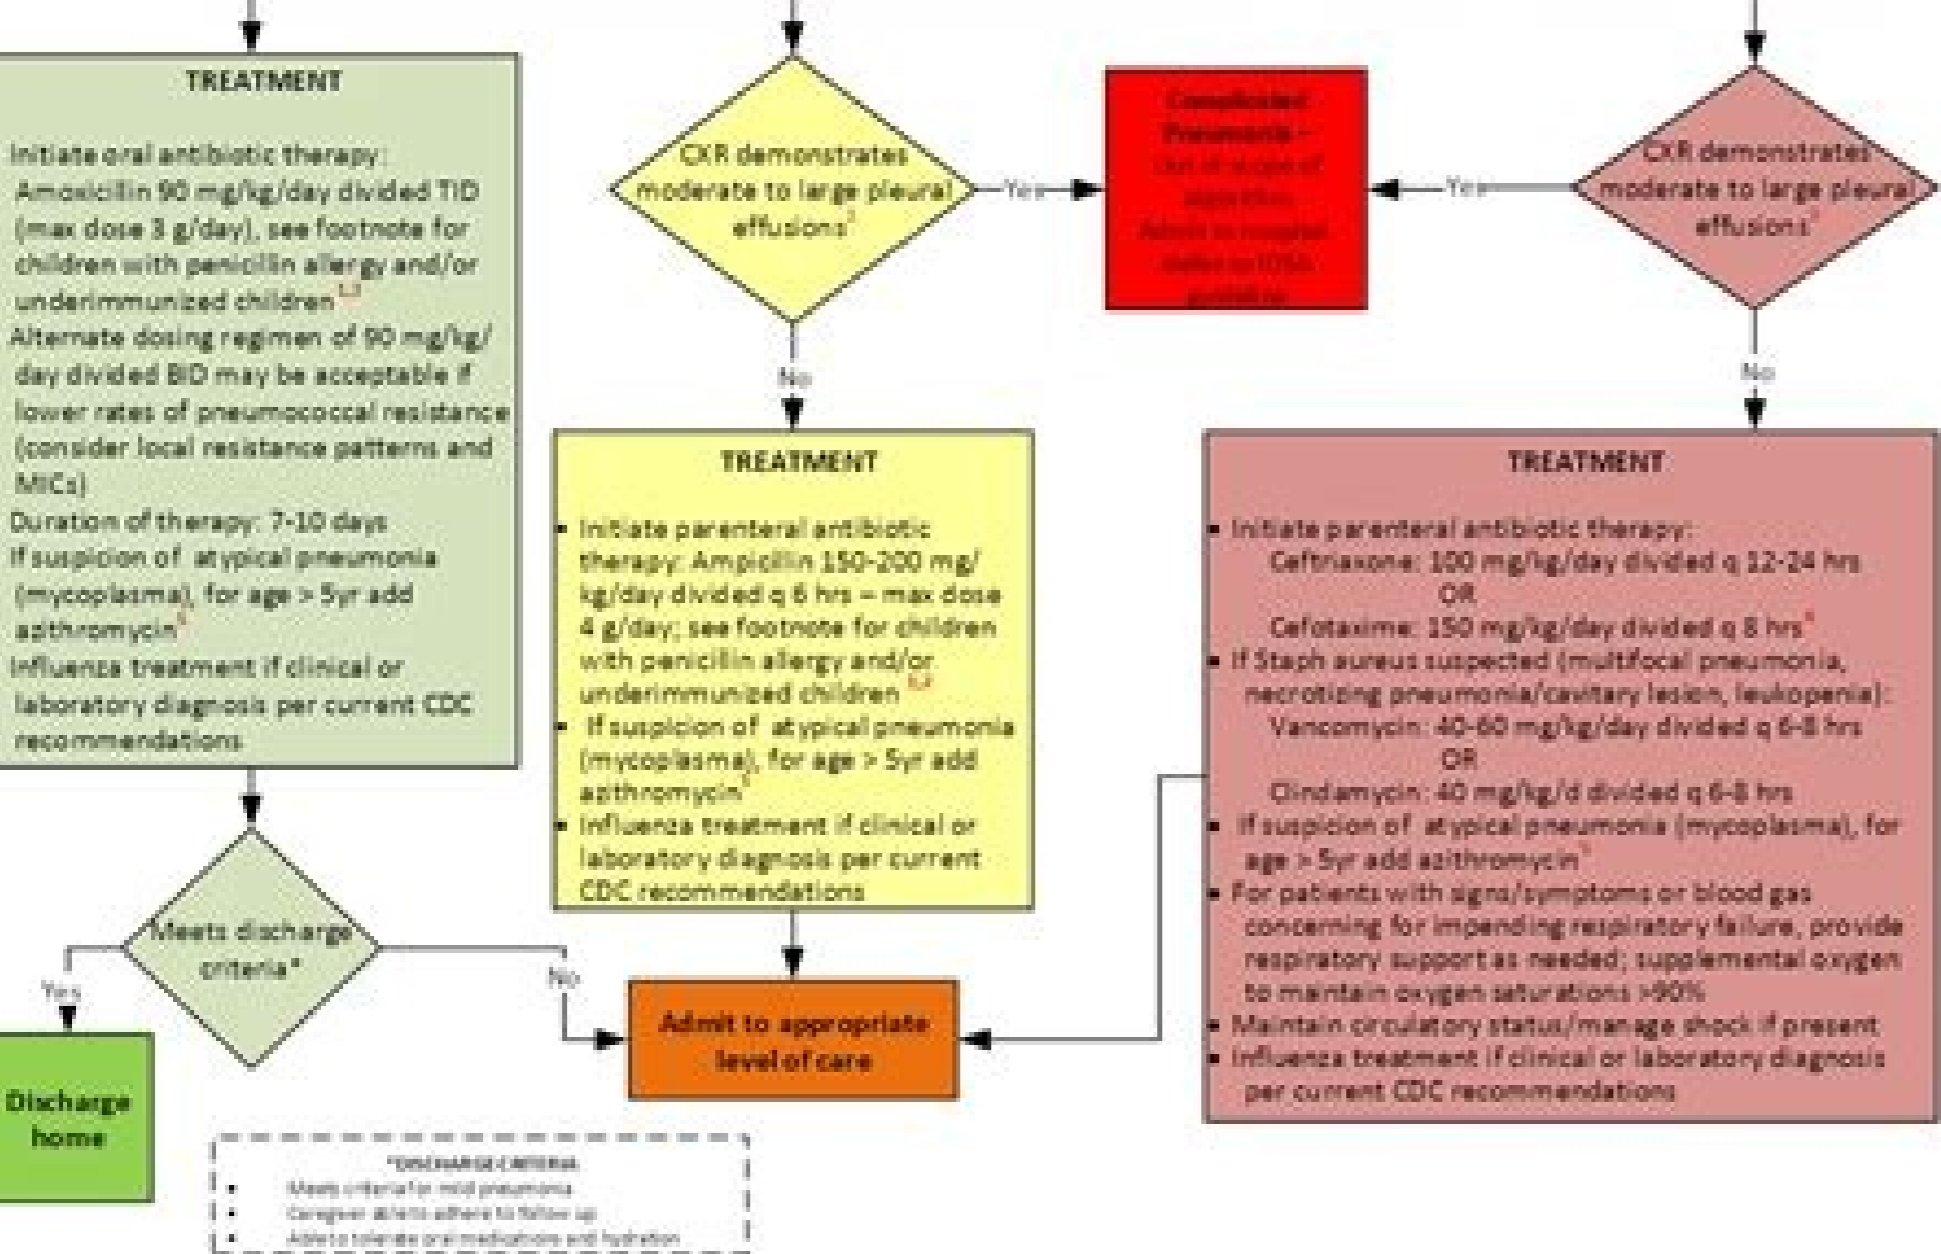 TREATMENT
Initiate oral antibiotic therapy:
Amoxicillin 90 mg/kg/day divided TID
(max dose 3 g/day), see footnote for
children with penicillin allergy and/or
underimmunized children
Alternate dosing regimen of 90 mg/kg/
day divided BID may be acceptable if
lower rates of pneumococcal resistance
(consider local resistance patterns and
MICs)
Duration of therapy: 7-10 days
If suspicion of atypical pneumonia
(mycoplasma), for age > 5yr add
azithromycin
Influenza treatment if clinical or
laboratory diagnosis per current CDC
recommendations
Meets discharge
criteria*
Yes
No
Discharge
home
CXR demonstrates
moderate to large pleural
effusions
Yes
No
Complicated
Pneumonia –
Out of scope of
algorithm
Admit to hospital
Refer to IDSA
guideline
TREATMENT
• Initiate parenteral antibiotic
therapy: Ampicillin 150-200 mg/
kg/day divided q 6 hrs – max dose
4 g/day; see footnote for children
with penicillin allergy and/or
underimmunized children
• If suspicion of atypical pneumonia
(mycoplasma), for age > 5yr add
azithromycin
• Influenza treatment if clinical or
laboratory diagnosis per current
CDC recommendations
Admit to appropriate
level of care
CXR demonstrates
moderate to large pleural
effusions
Yes
No
TREATMENT
• Initiate parenteral antibiotic therapy:
Ceftriaxone: 100 mg/kg/day divided q 12-24 hrs
OR
Cefotaxime: 150 mg/kg/day divided q 8 hrs
• If Staph aureus suspected (multifocal pneumonia,
necrotizing pneumonia/cavitary lesion, leukopenia):
Vancomycin: 40-60 mg/kg/day divided q 6-8 hrs
OR
Clindamycin: 40 mg/kg/d divided q 6-8 hrs
• If suspicion of atypical pneumonia (mycoplasma), for
age > 5yr add azithromycin
• For patients with signs/symptoms or blood gas
concerning for impending respiratory failure, provide
respiratory support as needed; supplemental oxygen
to maintain oxygen saturations >90%
• Maintain circulatory status/manage shock if present
• Influenza treatment if clinical or laboratory diagnosis
per current CDC recommendations
*DISCHARGE CRITERIA
• Meets criteria for mild pneumonia
• Caregiver able to adhere to follow up
• Able to tolerate oral medications and hydration